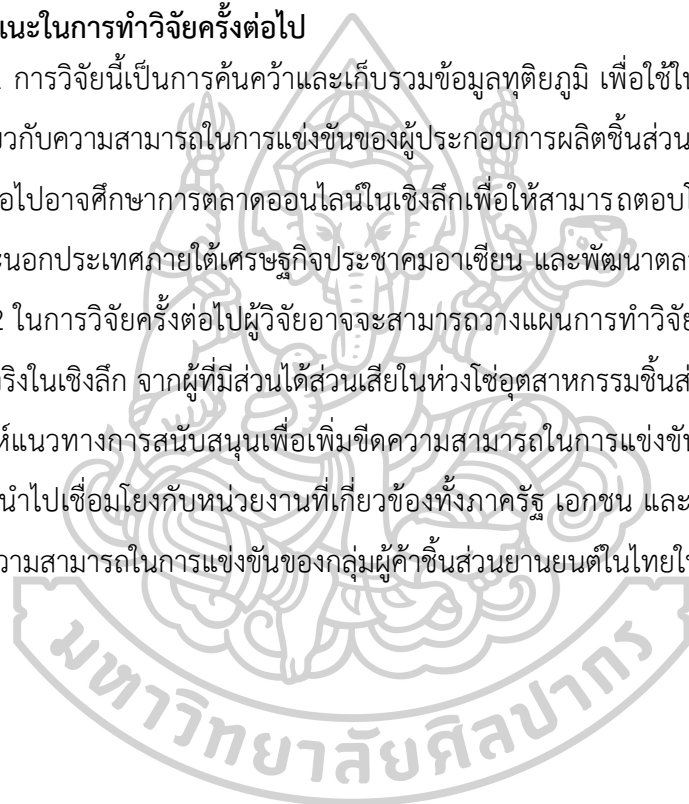 แนะในการทำวิจัยครั้งต่อไป
การวิจัยนี้เป็นการค้นคว้าและเก็บรวมข้อมูลทุติยภูมิ เพื่อใช้ใน
วกับความสามารถในการแข่งขันของผู้ประกอบการผลิตชิ้นส่วน
อไปอาจศึกษาการตลาดออนไลน์ในเชิงลึกเพื่อให้สามารถตอบ
ะนอกประเทศภายใต้เศรษฐกิจประชาคมอาเซียน และพัฒนาตลา
2 ในการวิจัยครั้งต่อไปผู้วิจัยอาจจะสามารถวางแผนการทำวิจัย
ริงในเชิงลึก จากผู้ที่มีส่วนได้ส่วนเสียในห่วงโซ่อุตสาหกรรมชิ้นส่
ห์แนวทางการสนับสนุนเพื่อเพิ่มขีดความสามารถในการแข่งขัน
นำไปเชื่อมโยงกับหน่วยงานที่เกี่ยวข้องทั้งภาครัฐ เอกชน และ
วามสามารถในการแข่งขันของกลุ่มผู้ค้าชิ้นส่วนยานยนต์ในไทยใ
มหาวิทยาลัยศิลปากร